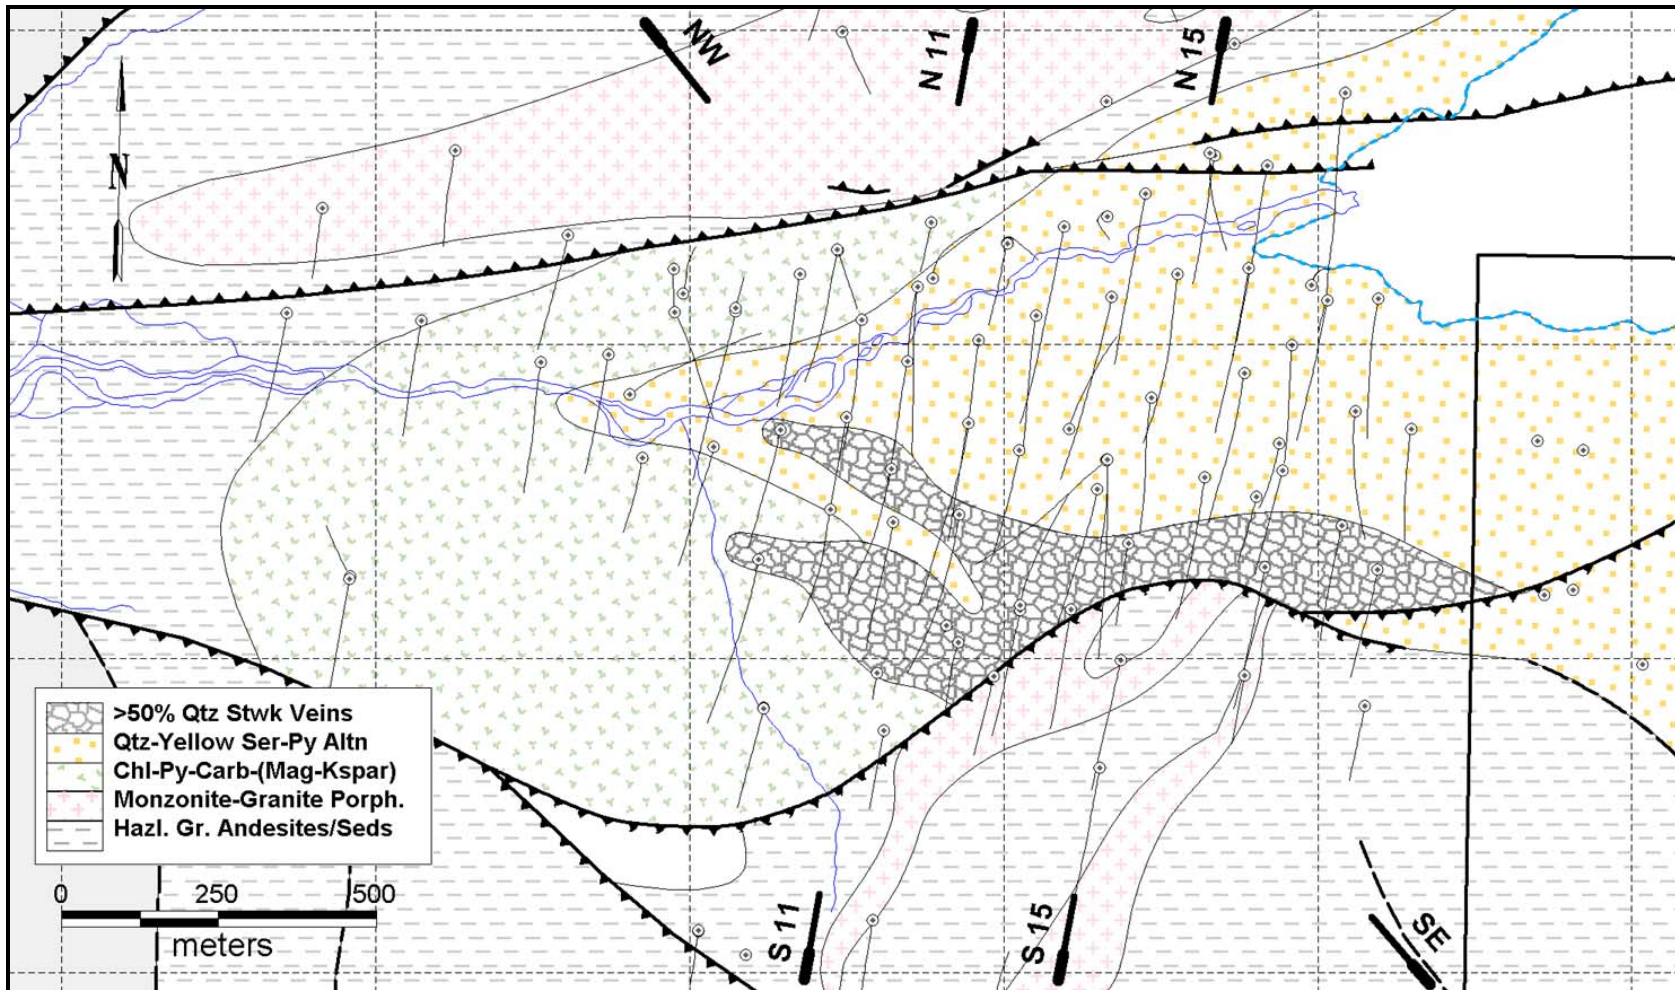 NW
N 11
N 15
N
>50% Qtz Stwk Veins
Qtz-Yellow Ser-Py Altn
Chl-Py-Carb-(Mag-Kspar)
Monzonite-Granite Porph.
Hazl. Gr. Andesites/Seds
0 250 500
meters
S 11
S 15
SE